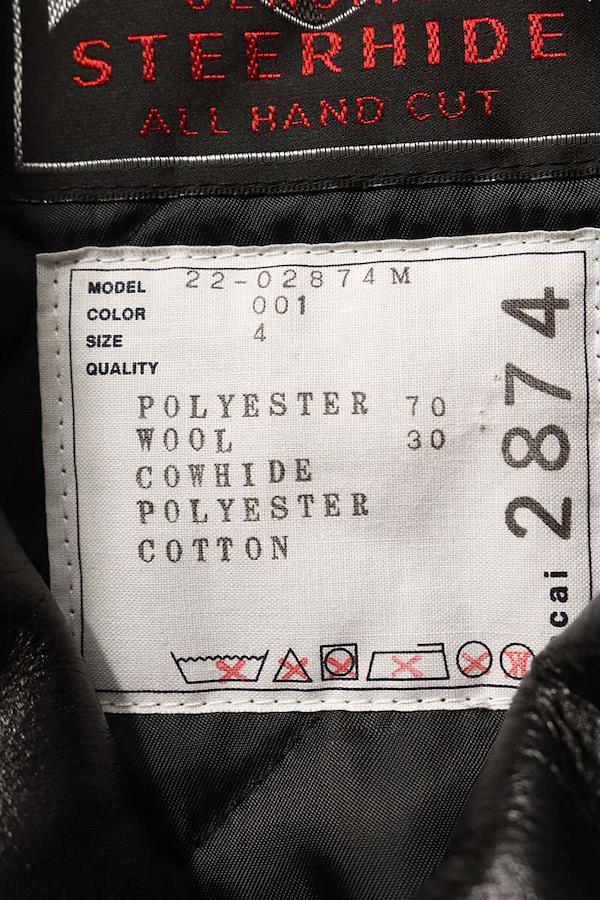 STEERHIDE
ALL HAND CUT
MODEL 22-02874M
COLOR 001
SIZE 4
QUALITY
POLYESTER 70
WOOL 30
COWHIDE
POLYESTER
COTTON
2874